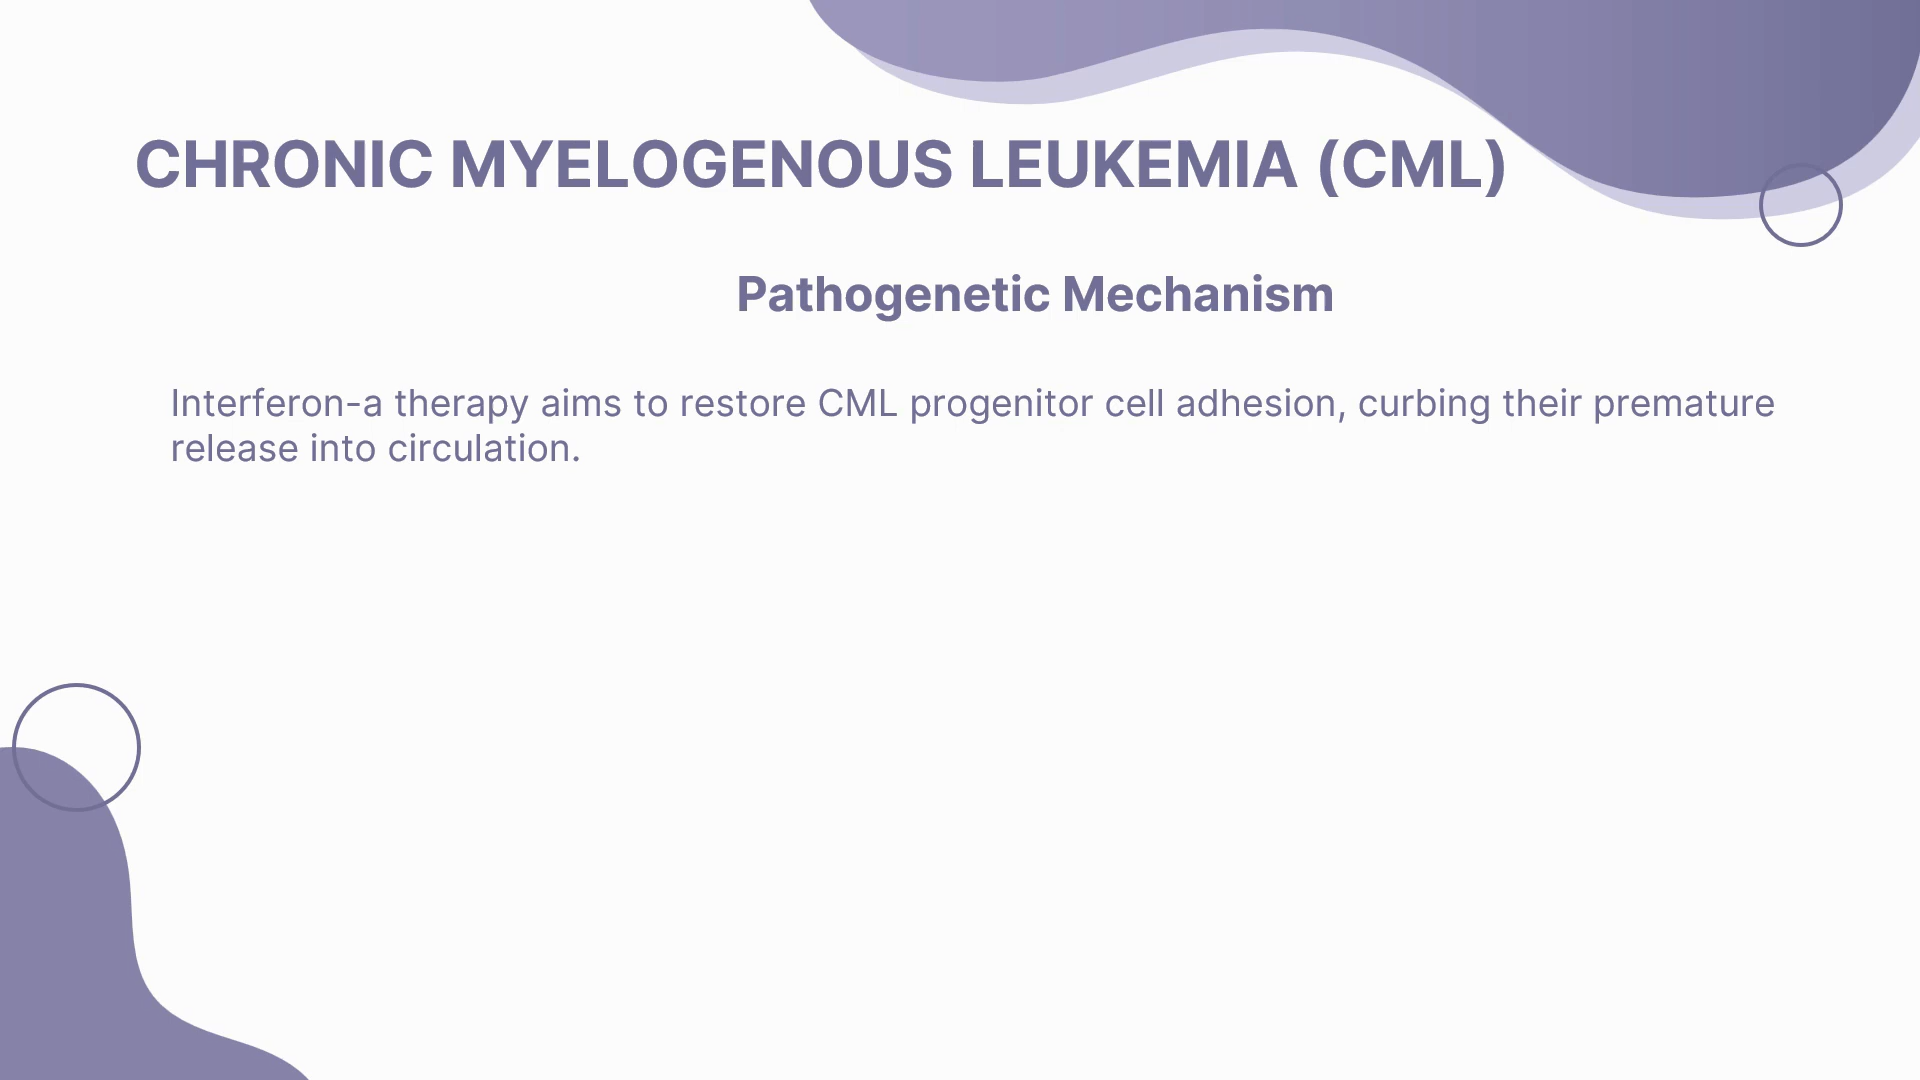 CHRONIC MYELOGENOUS LEUKEMIA (CML)
Pathogenetic Mechanism
Interferon-a therapy aims to restore CML progenitor cell adhesion, curbing their premature
release into circulation.